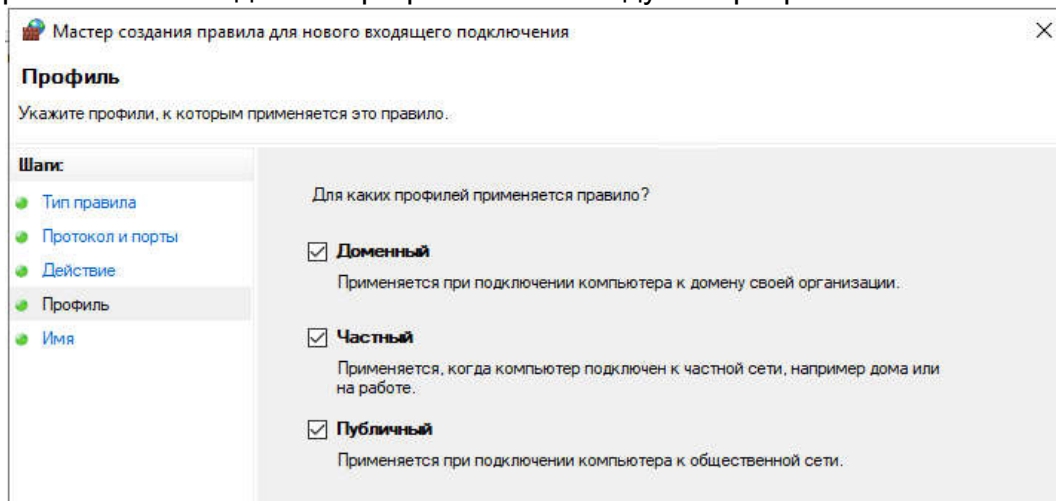 Мастер создания правила для нового входящего подключения
Профиль
Укажите профили, к которым применяется это правило.
Шаги:
Тип правила
Протокол и порты
Действие
Профиль
Имя
Для каких профилей применяется правило?
Доменный
Применяется при подключении компьютера к домену своей организации.
Частный
Применяется, когда компьютер подключен к частной сети, например дома или
на работе.
Публичный
Применяется при подключении компьютера к общественной сети.